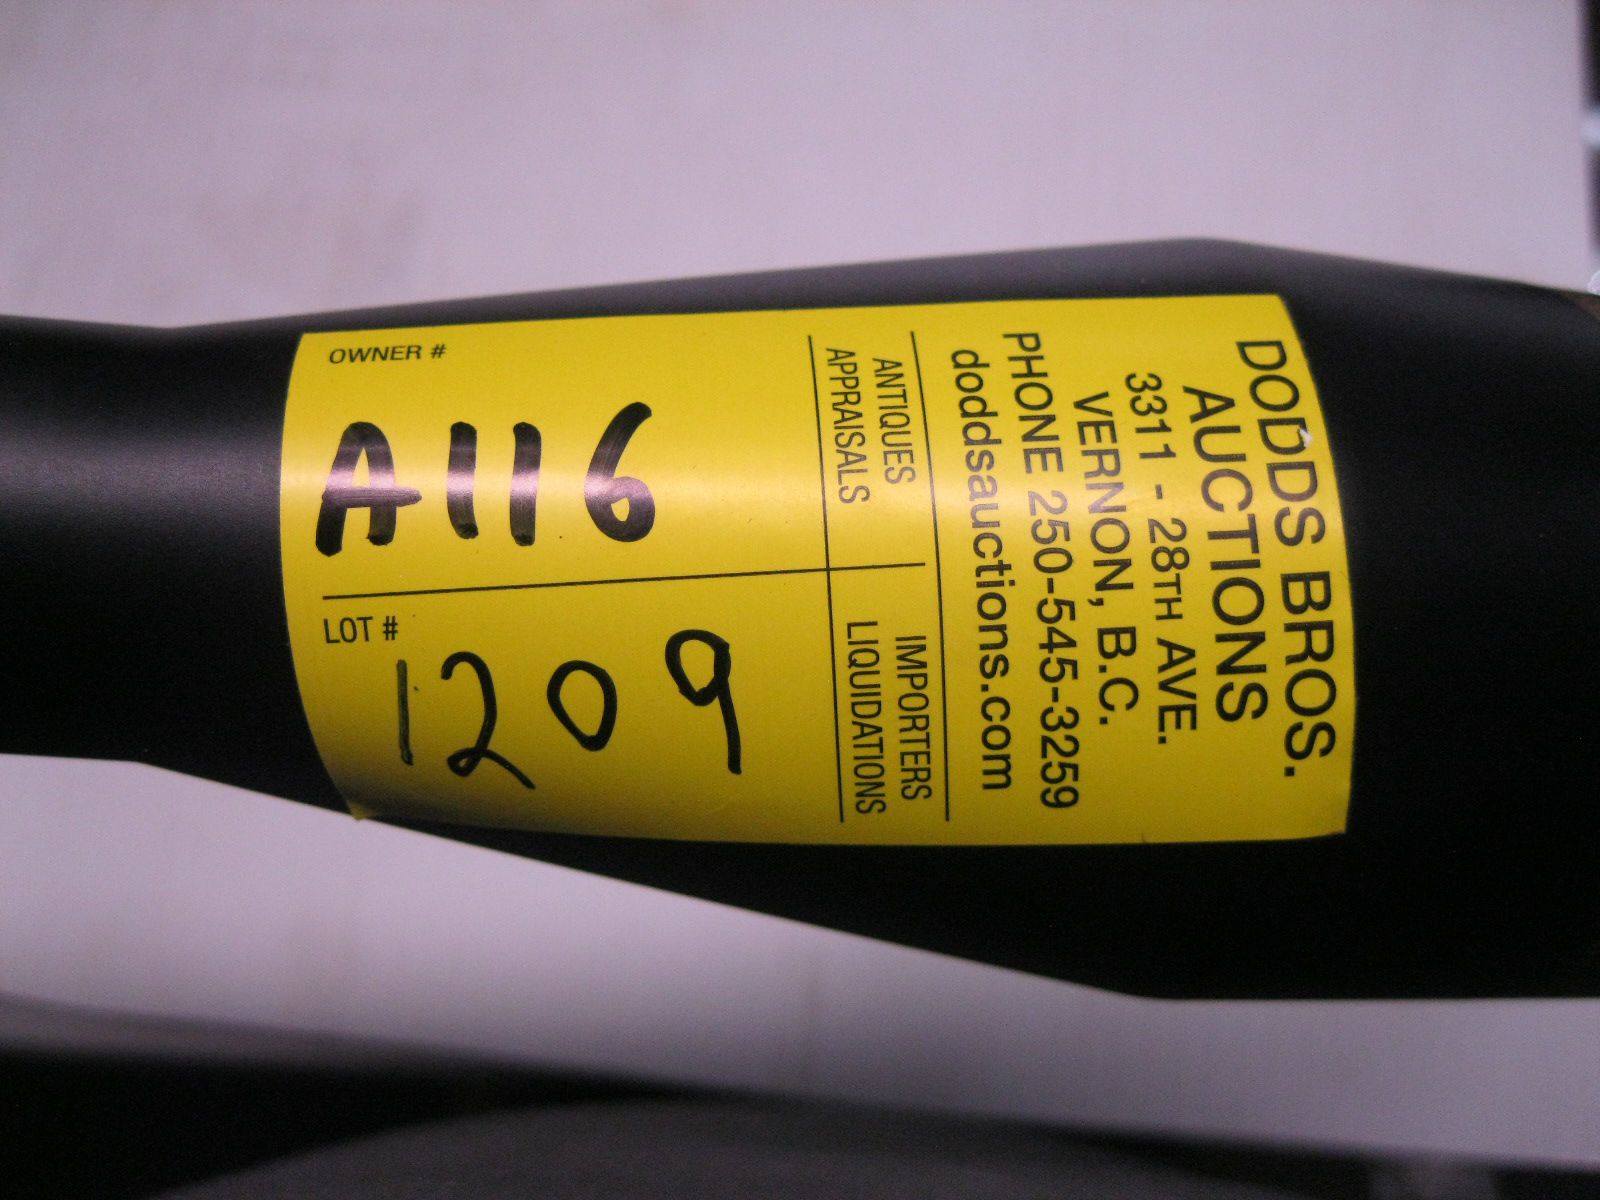 DODDS BROS.
AUCTIONS
3311 - 28TH AVE.
VERNON, B.C.
PHONE 250-545-3259
doddsauctions.com
ANTIQUES
APPRAISALS
IMPORTERS
LIQUIDATIONS
OWNER #
A116
LOT #
1209